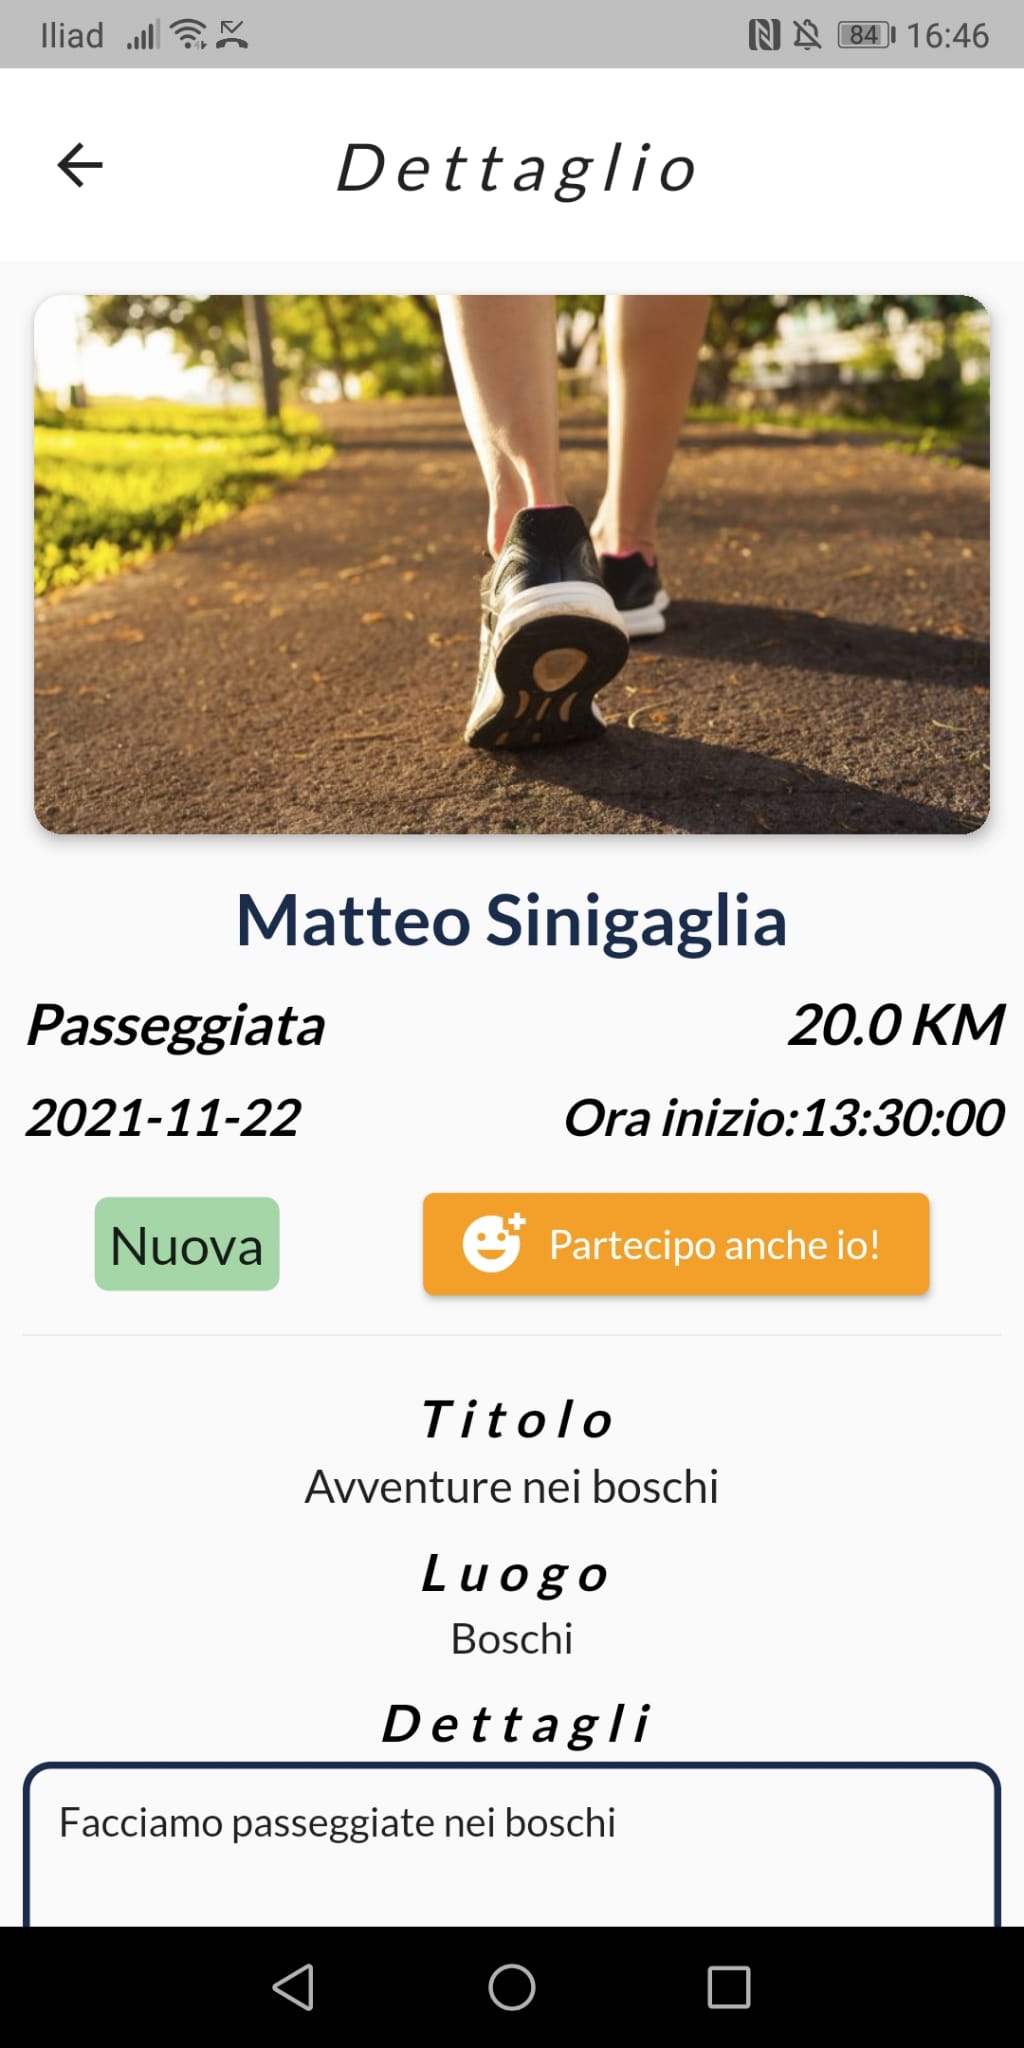 Iliad 84 16:46
Dettaglio
Matteo Sinigaglia
Passeggiata 20.0 KM
2021-11-22 Ora inizio:13:30:00
Nuova Partecipo anche io!
Titolo
Avventure nei boschi
Luogo
Boschi
Dettagli
Facciamo passeggiate nei boschi